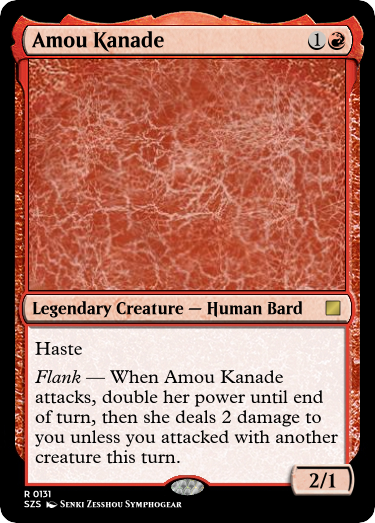 Amou Kanade
1
Legendary Creature — Human Bard
Haste
Flank — When Amou Kanade
attacks, double her power until end
of turn, then she deals 2 damage to
you unless you attacked with another
creature this turn.
2/1
R 0131
SZS Senki Zesshou Symphogear